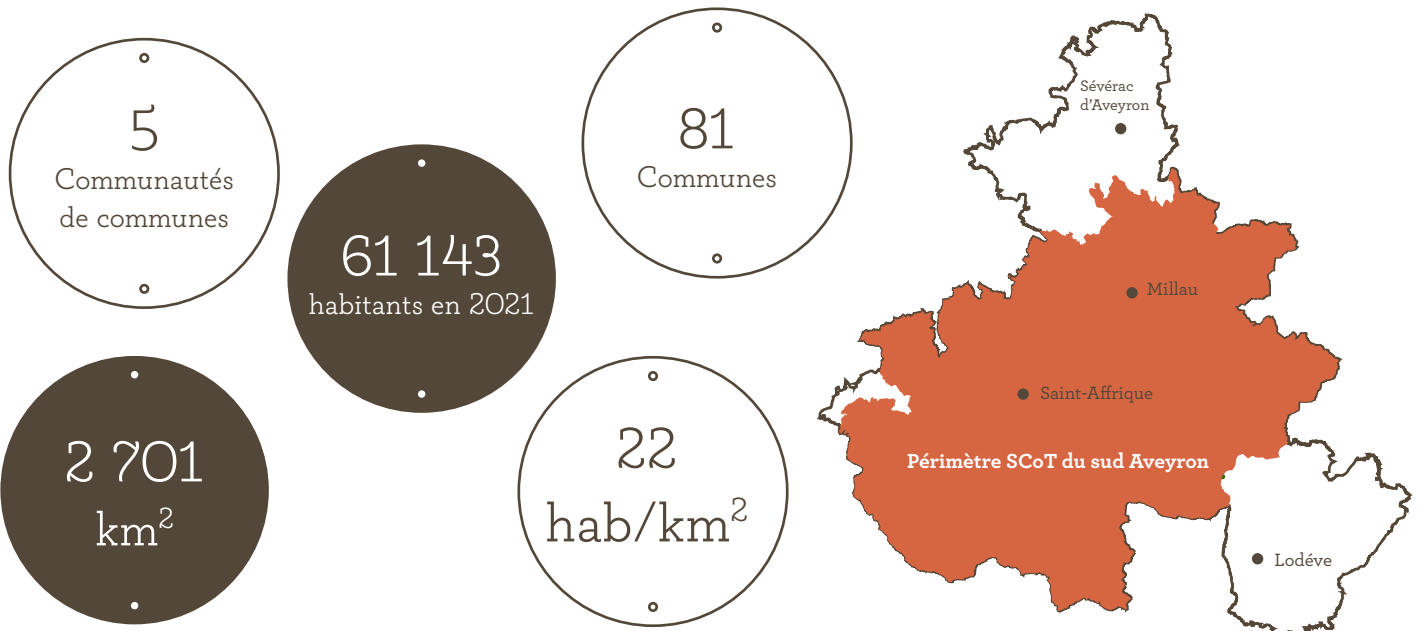 5
Communautés
de communes
61 143
habitants en 2021
81
Communes
2 701
km²
22
hab/km²
Sévérac
d'Aveyron
Millau
Saint-Affrique
Périmètre SCoT du sud Aveyron
Lodéve